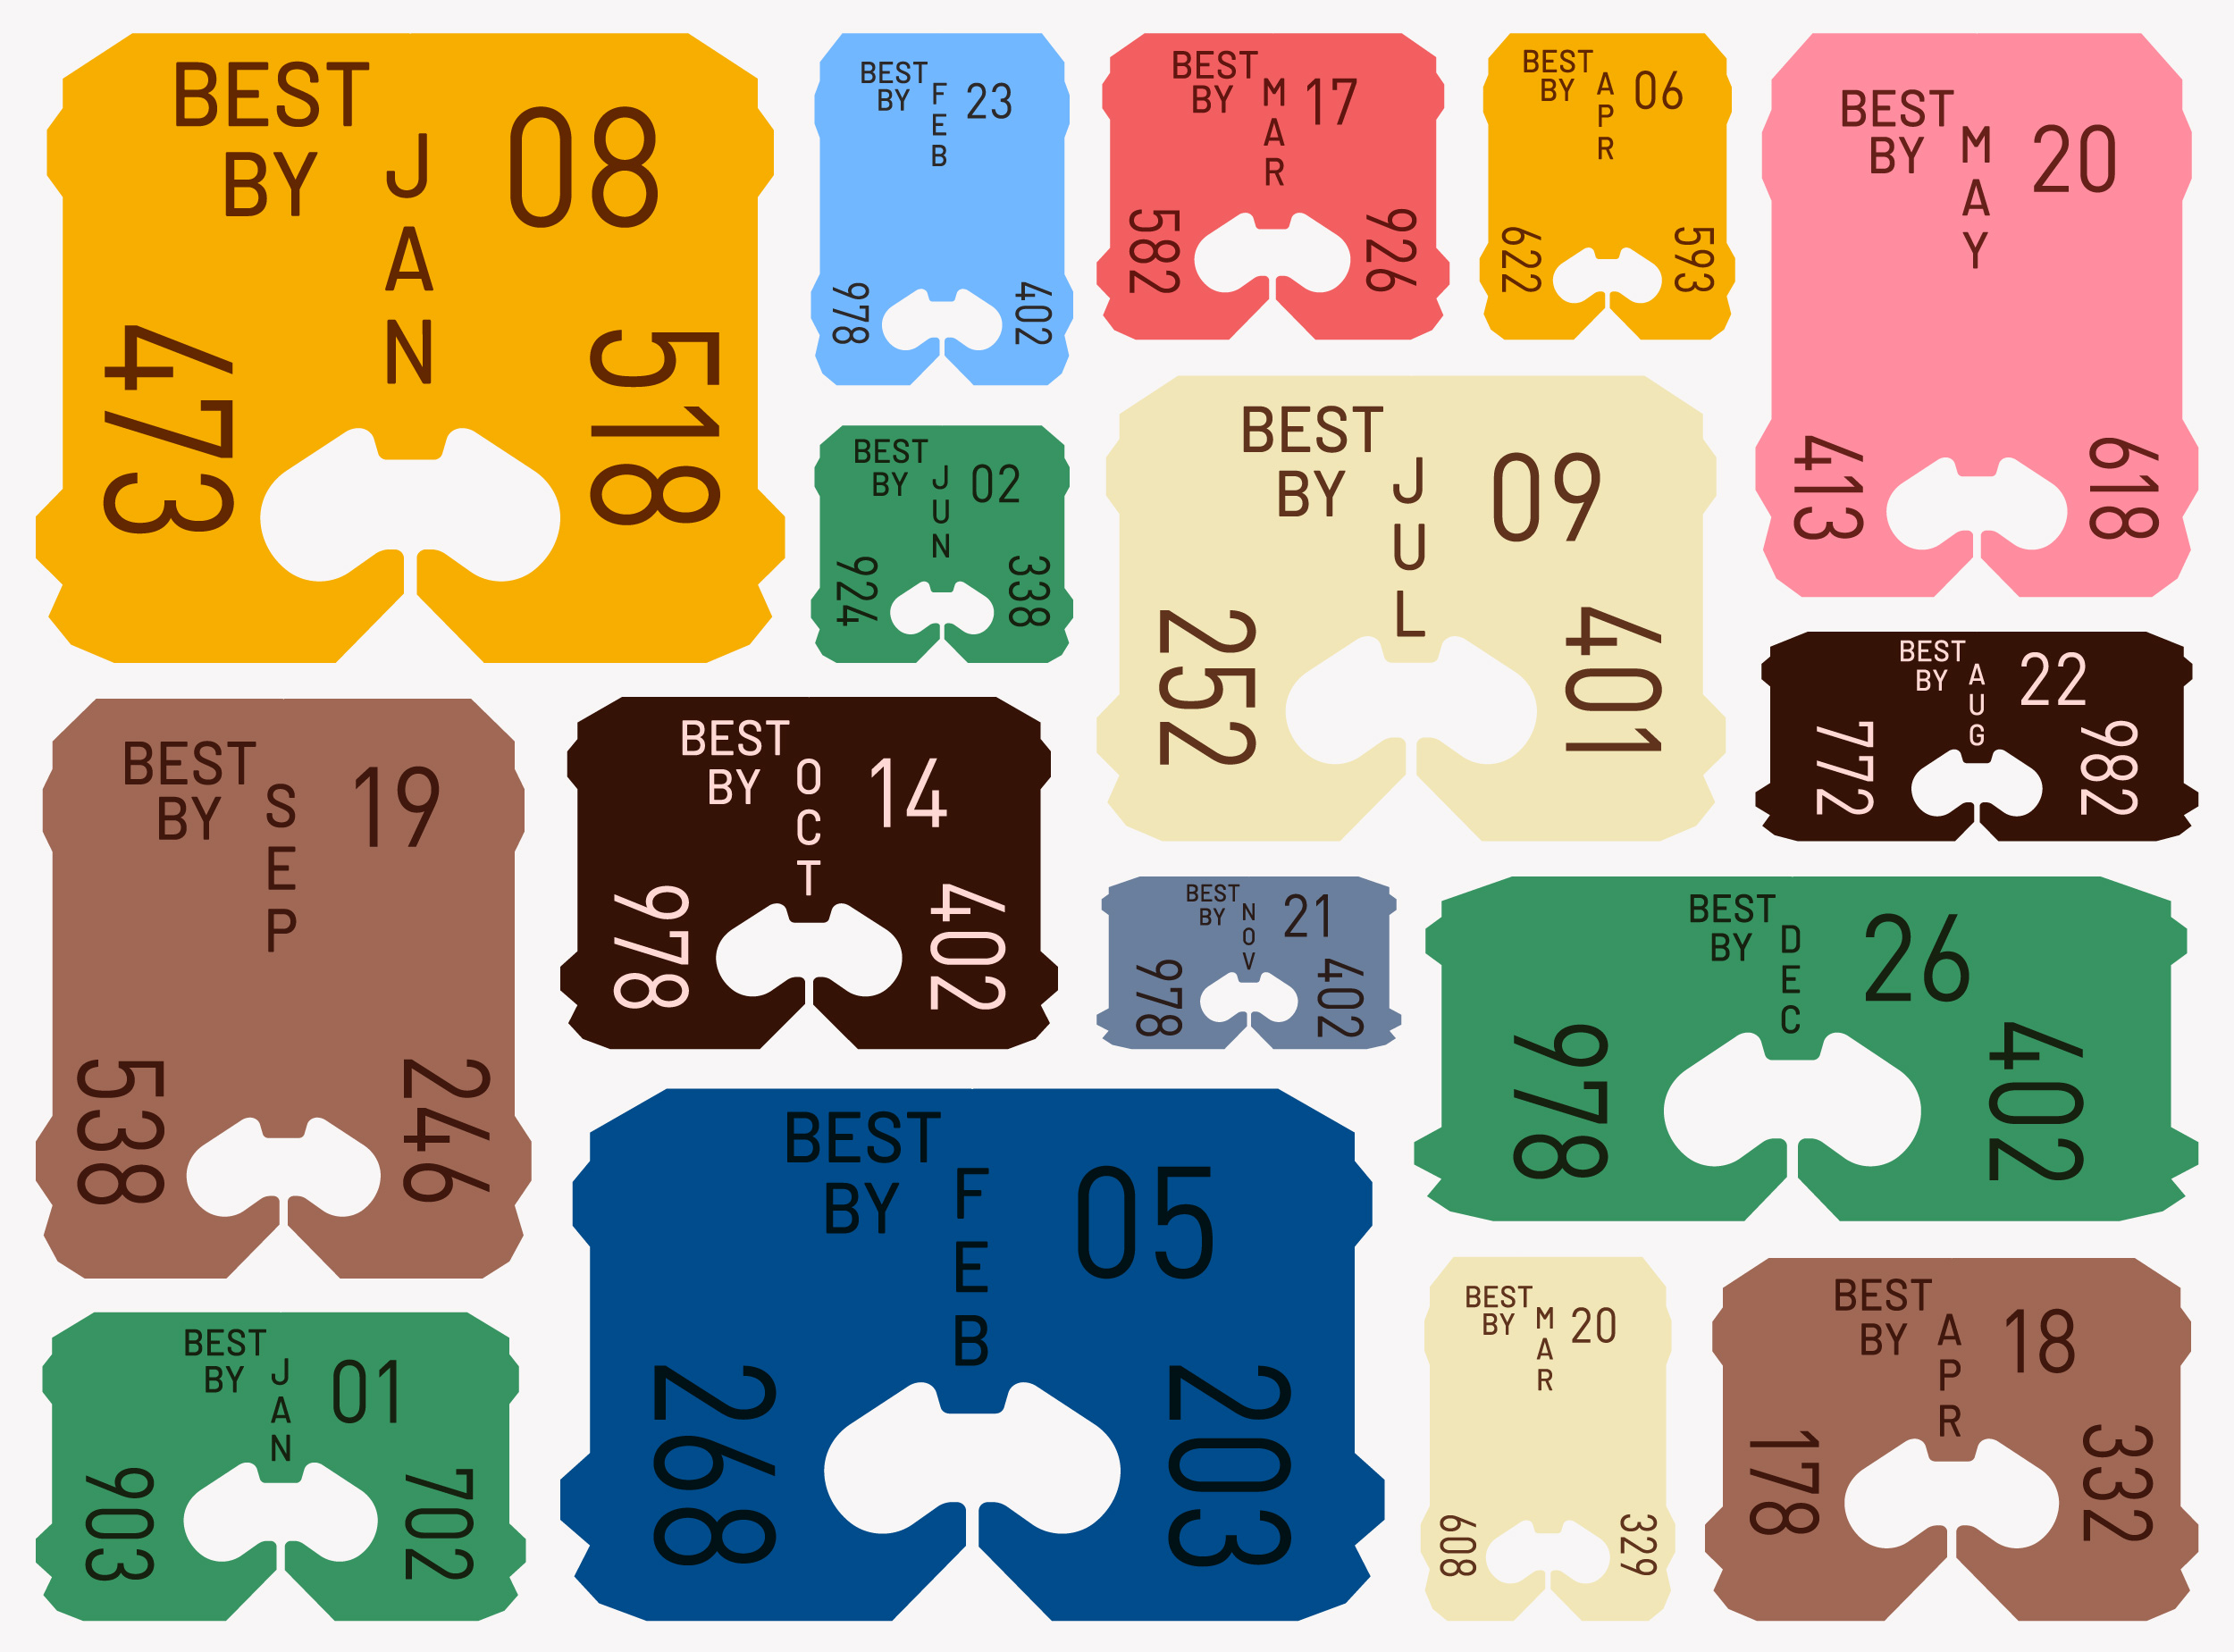 BEST
BY
JAN
08
473
518
BEST
BY
FEB
23
978
402
BEST
BY
MAR
17
582
926
BEST
BY
APR
06
622
593
BEST
BY
MAY
20
413
618
BEST
BY
JUN
02
924
338
BEST
BY
JUL
09
252
401
BEST
BY
AUG
22
772
982
BEST
BY
SEP
19
538
246
BEST
BY
OCT
14
978
402
BEST
BY
NOV
21
978
402
BEST
BY
DEC
26
978
402
BEST
BY
JAN
01
903
702
BEST
BY
FEB
05
268
203
BEST
BY
MAR
20
608
329
BEST
BY
APR
18
178
332